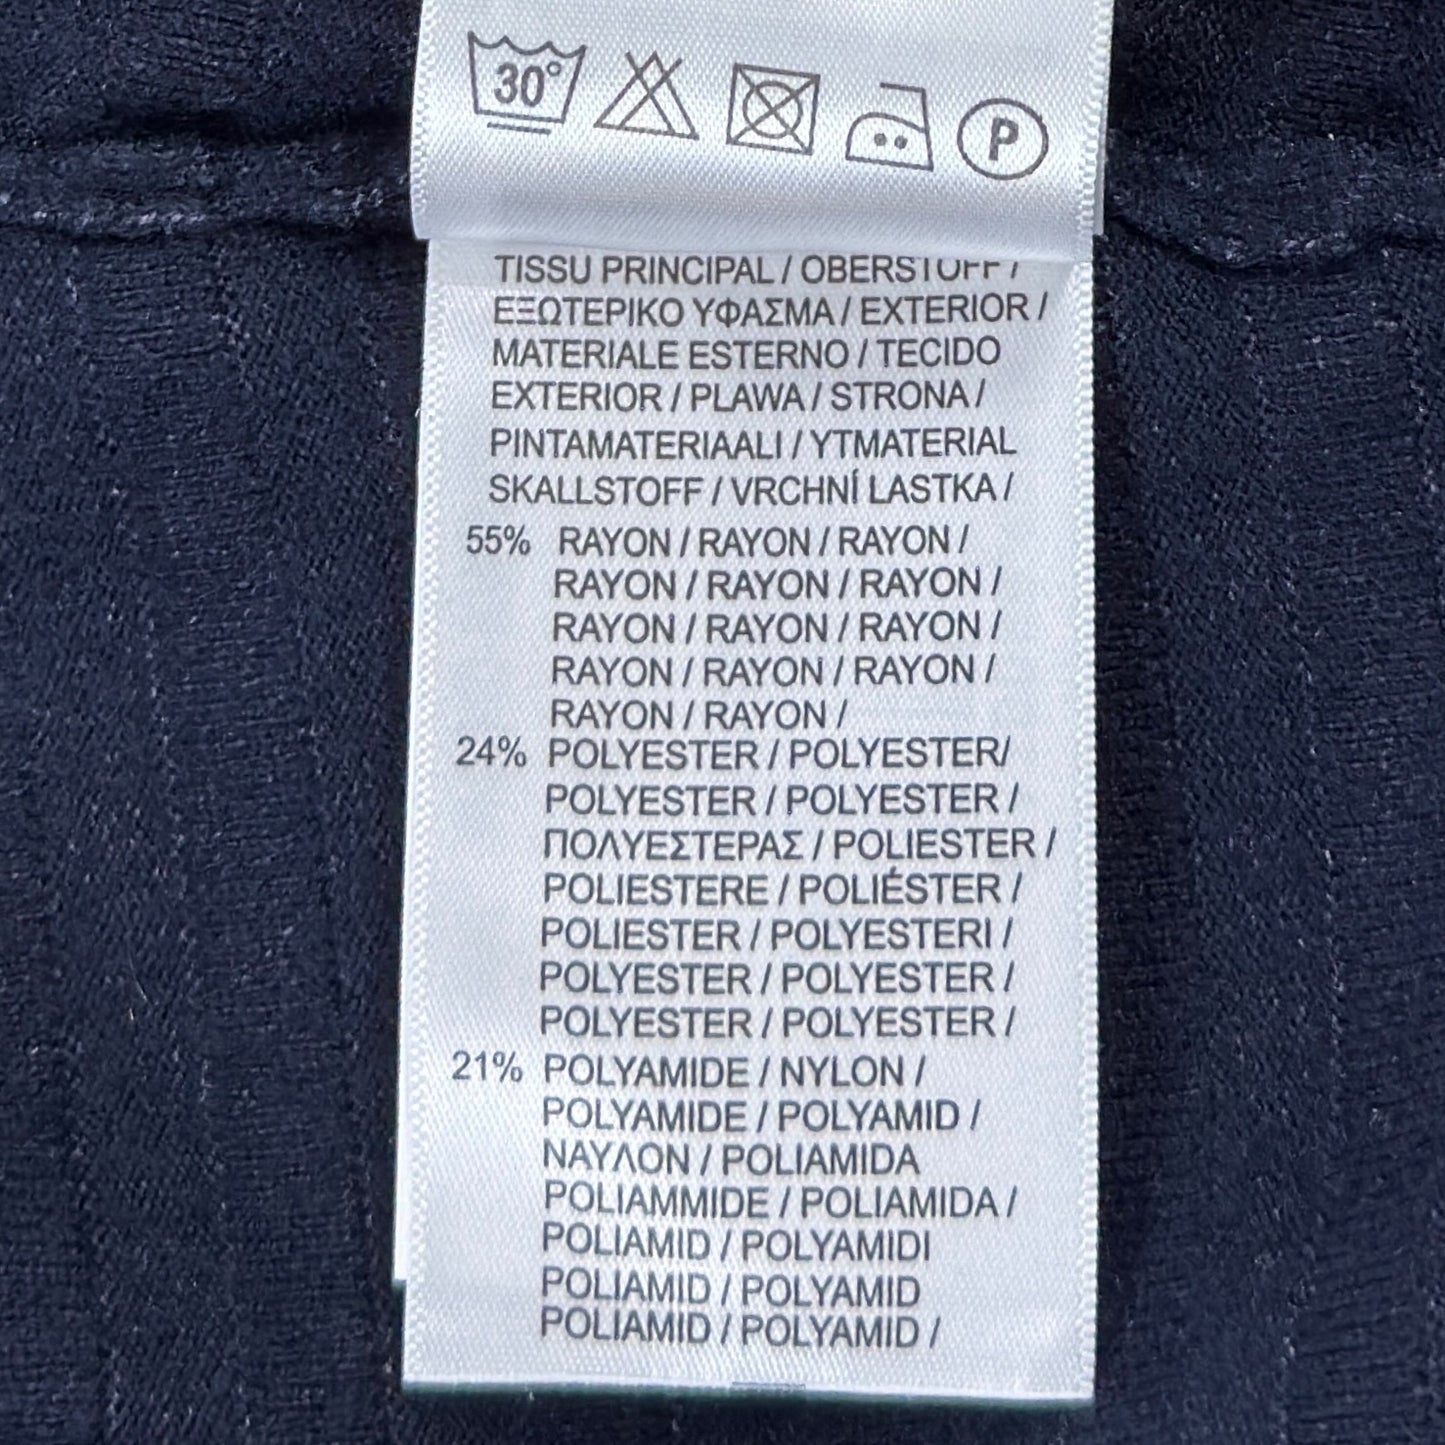 30°
P
TISSU PRINCIPAL / OBERSTOFF /
ΕΞΩΤΕΡΙΚΟ ΥΦΑΣΜΑ / EXTERIOR /
MATERIALE ESTERNO / TECIDO
EXTERIOR / PLAWA / STRONA /
PINTAMATERIAALI / YTMATERIAL
SKALLSTOFF / VRCHNÍ LASTKA /
55% RAYON / RAYON / RAYON /
RAYON / RAYON / RAYON /
RAYON / RAYON / RAYON /
RAYON / RAYON / RAYON /
RAYON / RAYON /
24% POLYESTER / POLYESTER/
POLYESTER / POLYESTER /
ΠΟΛΥΕΣΤΕΡΑΣ / POLIESTER /
POLIESTERE / POLIÉSTER /
POLIESTER / POLYESTERI /
POLYESTER / POLYESTER /
POLYESTER / POLYESTER /
21% POLYAMIDE / NYLON /
POLYAMIDE / POLYAMID /
ΝΑΥΛΟΝ / POLIAMIDA
POLIAMMIDE / POLIAMIDA /
POLIAMID / POLYAMIDI
POLIAMID / POLYAMID
POLIAMID / POLYAMID /